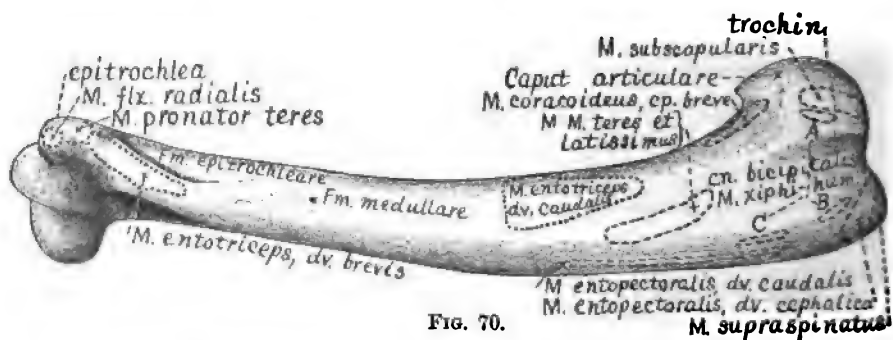 trochin
M. subscapularis
epitrochlea
Caput articulare
M. flx. radialis
M. coracoideus, cp. breve
M. pronator teres
M M. teres et
latissimus
A
Fm. epitrochleare
M. entotriceps
dv. caudalis
cn. bicipitalis
M. xiphi hum.
Fm. medullare
B
C
M. entotriceps, dv. brevis
M entopectoralis, dv. caudalis
M. entopectoralis, dv. cephalica
FIG. 70.
M. supraspinatus